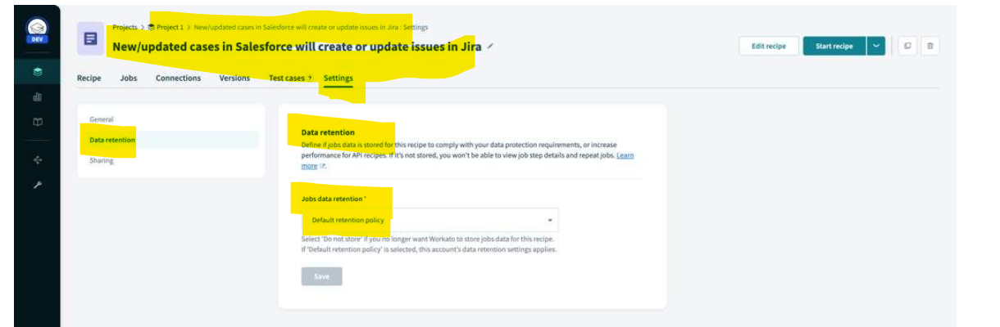 DEV
Projects > Project 1 > New/updated cases in Salesforce will create or update issues in Jira : Settings
New/updated cases in Salesforce will create or update issues in Jira
Edit recipe
Start recipe
Recipe Jobs Connections Versions Test cases ? Settings
General
Data retention
Sharing
Data retention
Define if jobs data is stored for this recipe to comply with your data protection requirements, or increase
performance for API recipes. If it's not stored, you won't be able to view job step details and repeat jobs. Learn
more
Jobs data retention *
Default retention policy
Select 'Do not store' if you no longer want Workato to store jobs data for this recipe.
If 'Default retention policy' is selected, this account's data retention settings applies.
Save